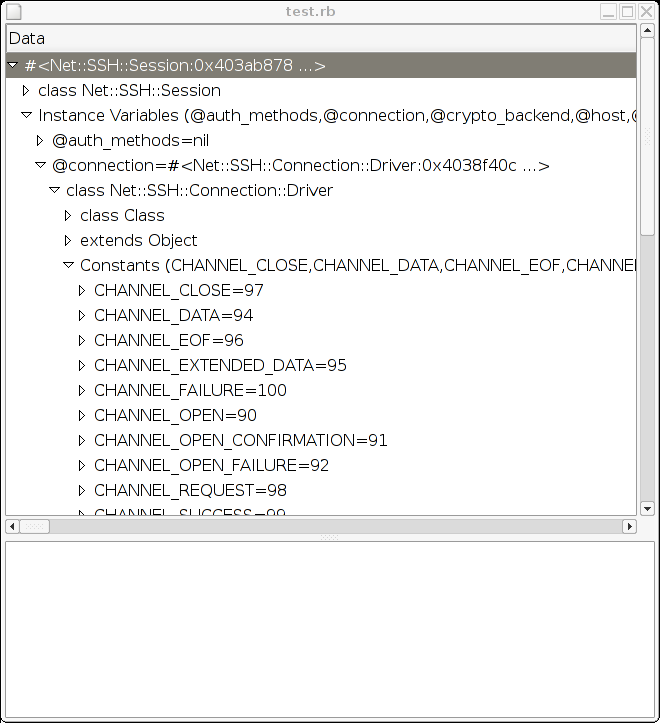 test.rb
Data
#<Net::SSH::Session:0x403ab878 ...>
class Net::SSH::Session
Instance Variables (@auth_methods,@connection,@crypto_backend,@host,@
@auth_methods=nil
@connection=#<Net::SSH::Connection::Driver:0x4038f40c ...>
class Net::SSH::Connection::Driver
class Class
extends Object
Constants (CHANNEL_CLOSE,CHANNEL_DATA,CHANNEL_EOF,CHANNEL
CHANNEL_CLOSE=97
CHANNEL_DATA=94
CHANNEL_EOF=96
CHANNEL_EXTENDED_DATA=95
CHANNEL_FAILURE=100
CHANNEL_OPEN=90
CHANNEL_OPEN_CONFIRMATION=91
CHANNEL_OPEN_FAILURE=92
CHANNEL_REQUEST=98
CHANNEL_SUCCESS=99